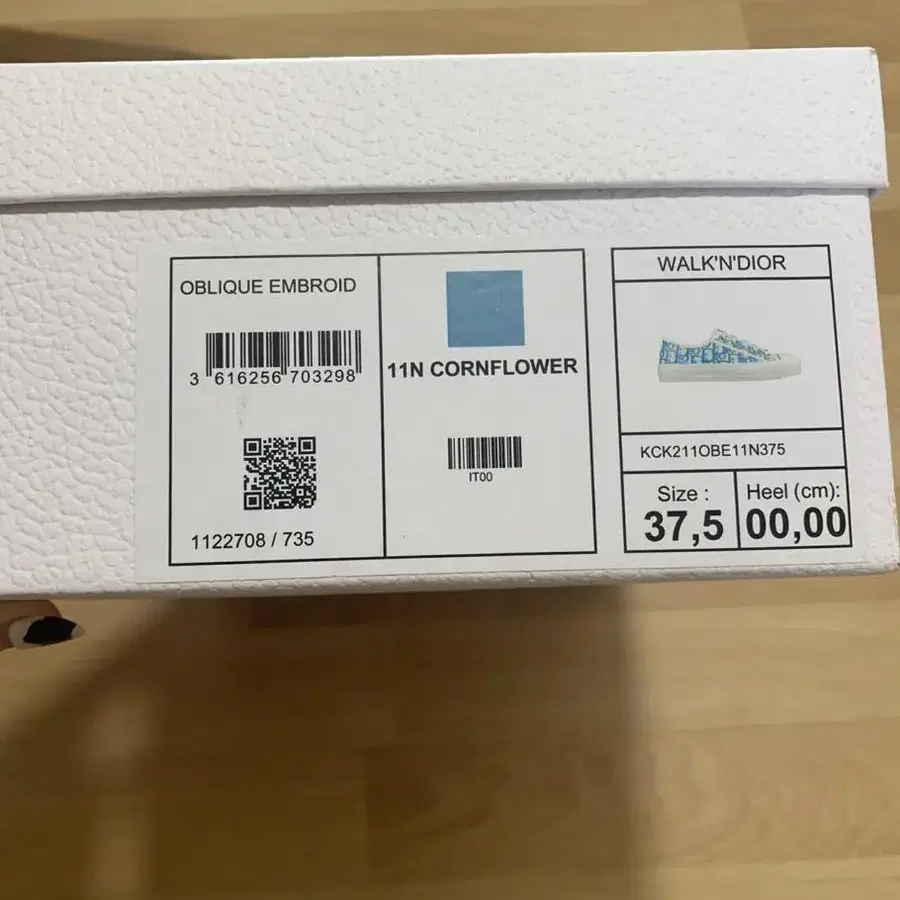 OBLIQUE EMBROID
3 616256 703298
1122708 / 735
11N CORNFLOWER
IT00
WALK'N'DIOR
KCK211OBE11N375
Size :
37,5
Heel (cm):
00,00